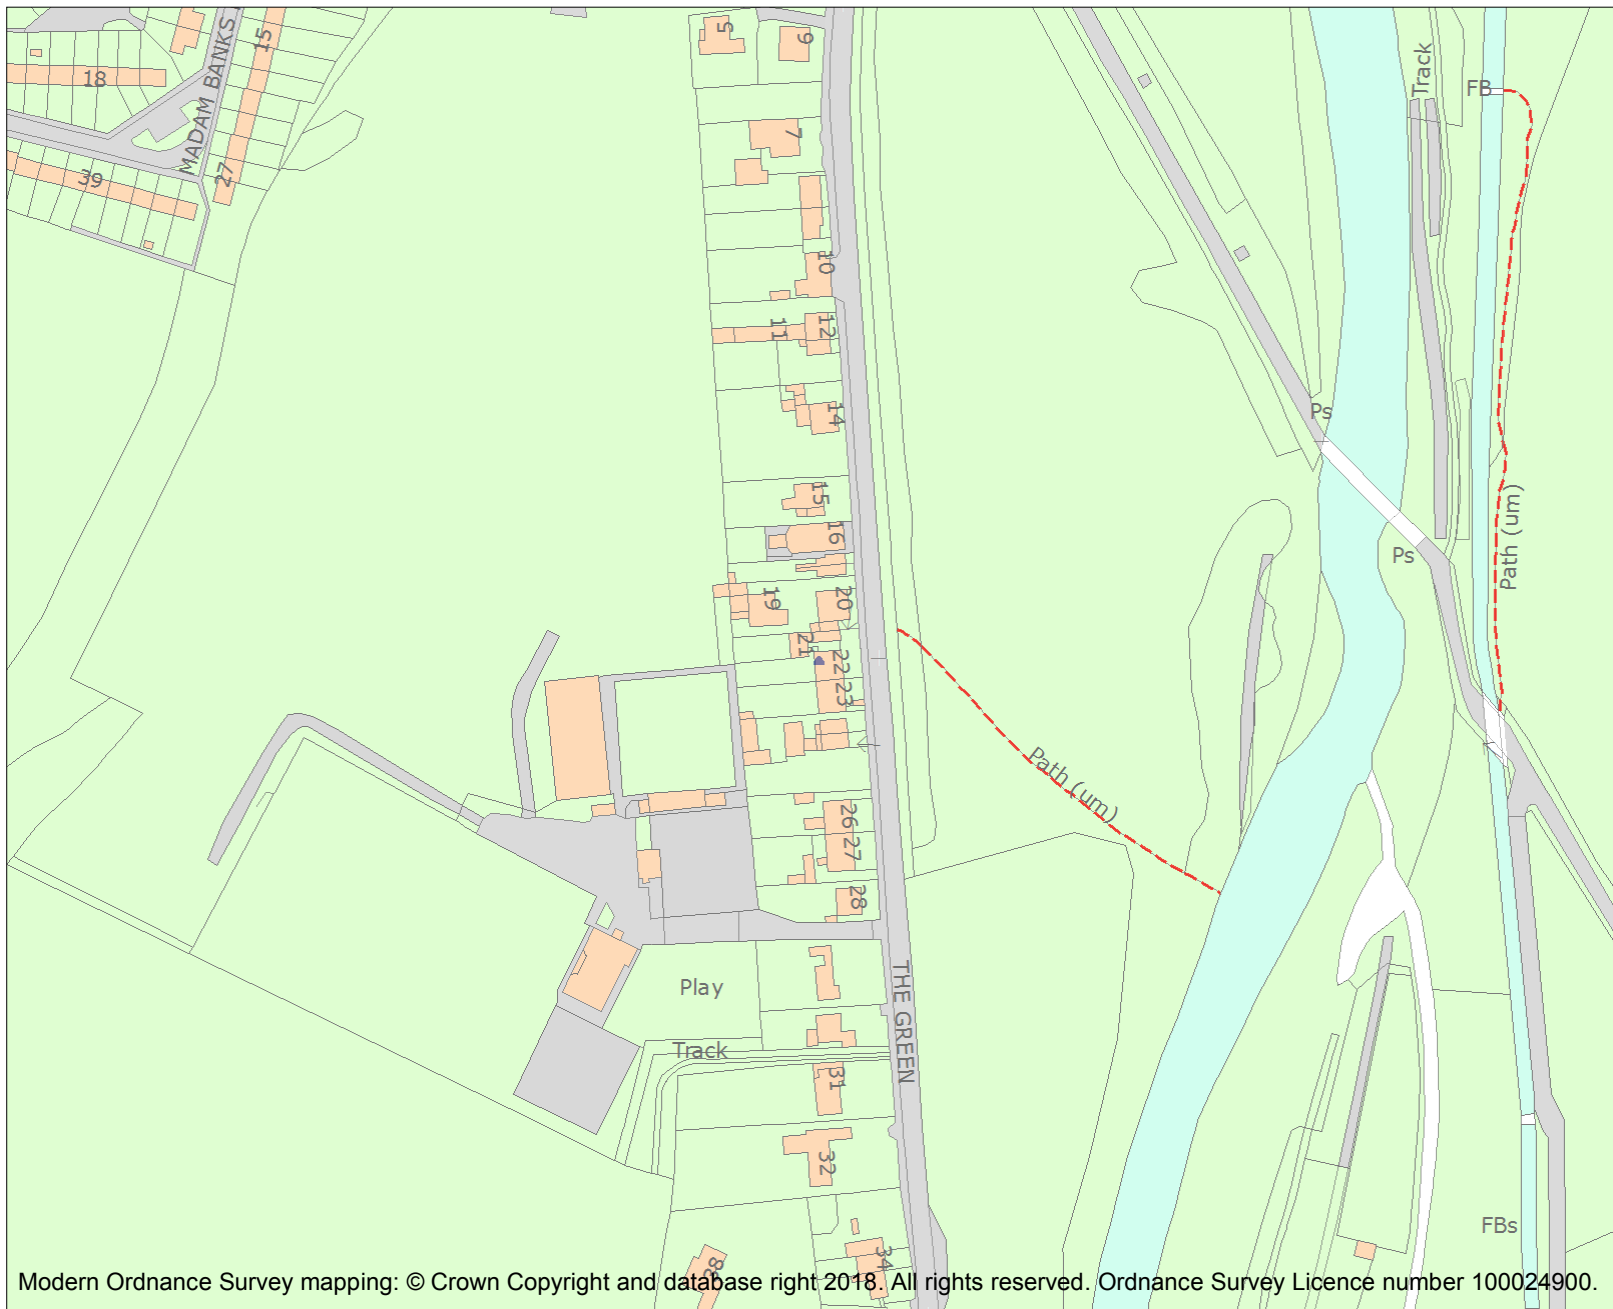 5
6
15
18
MADAM BANKS
39
27
7
10
11
12
14
15
16
19
20
21
22
23
26
27
28
THE GREEN
Play
Track
31
32
34
38
Track
FB
Ps
Ps
Path (um)
Path (um)
FBs
Modern Ordnance Survey mapping: © Crown Copyright and database right 2018. All rights reserved. Ordnance Survey Licence number 100024900.